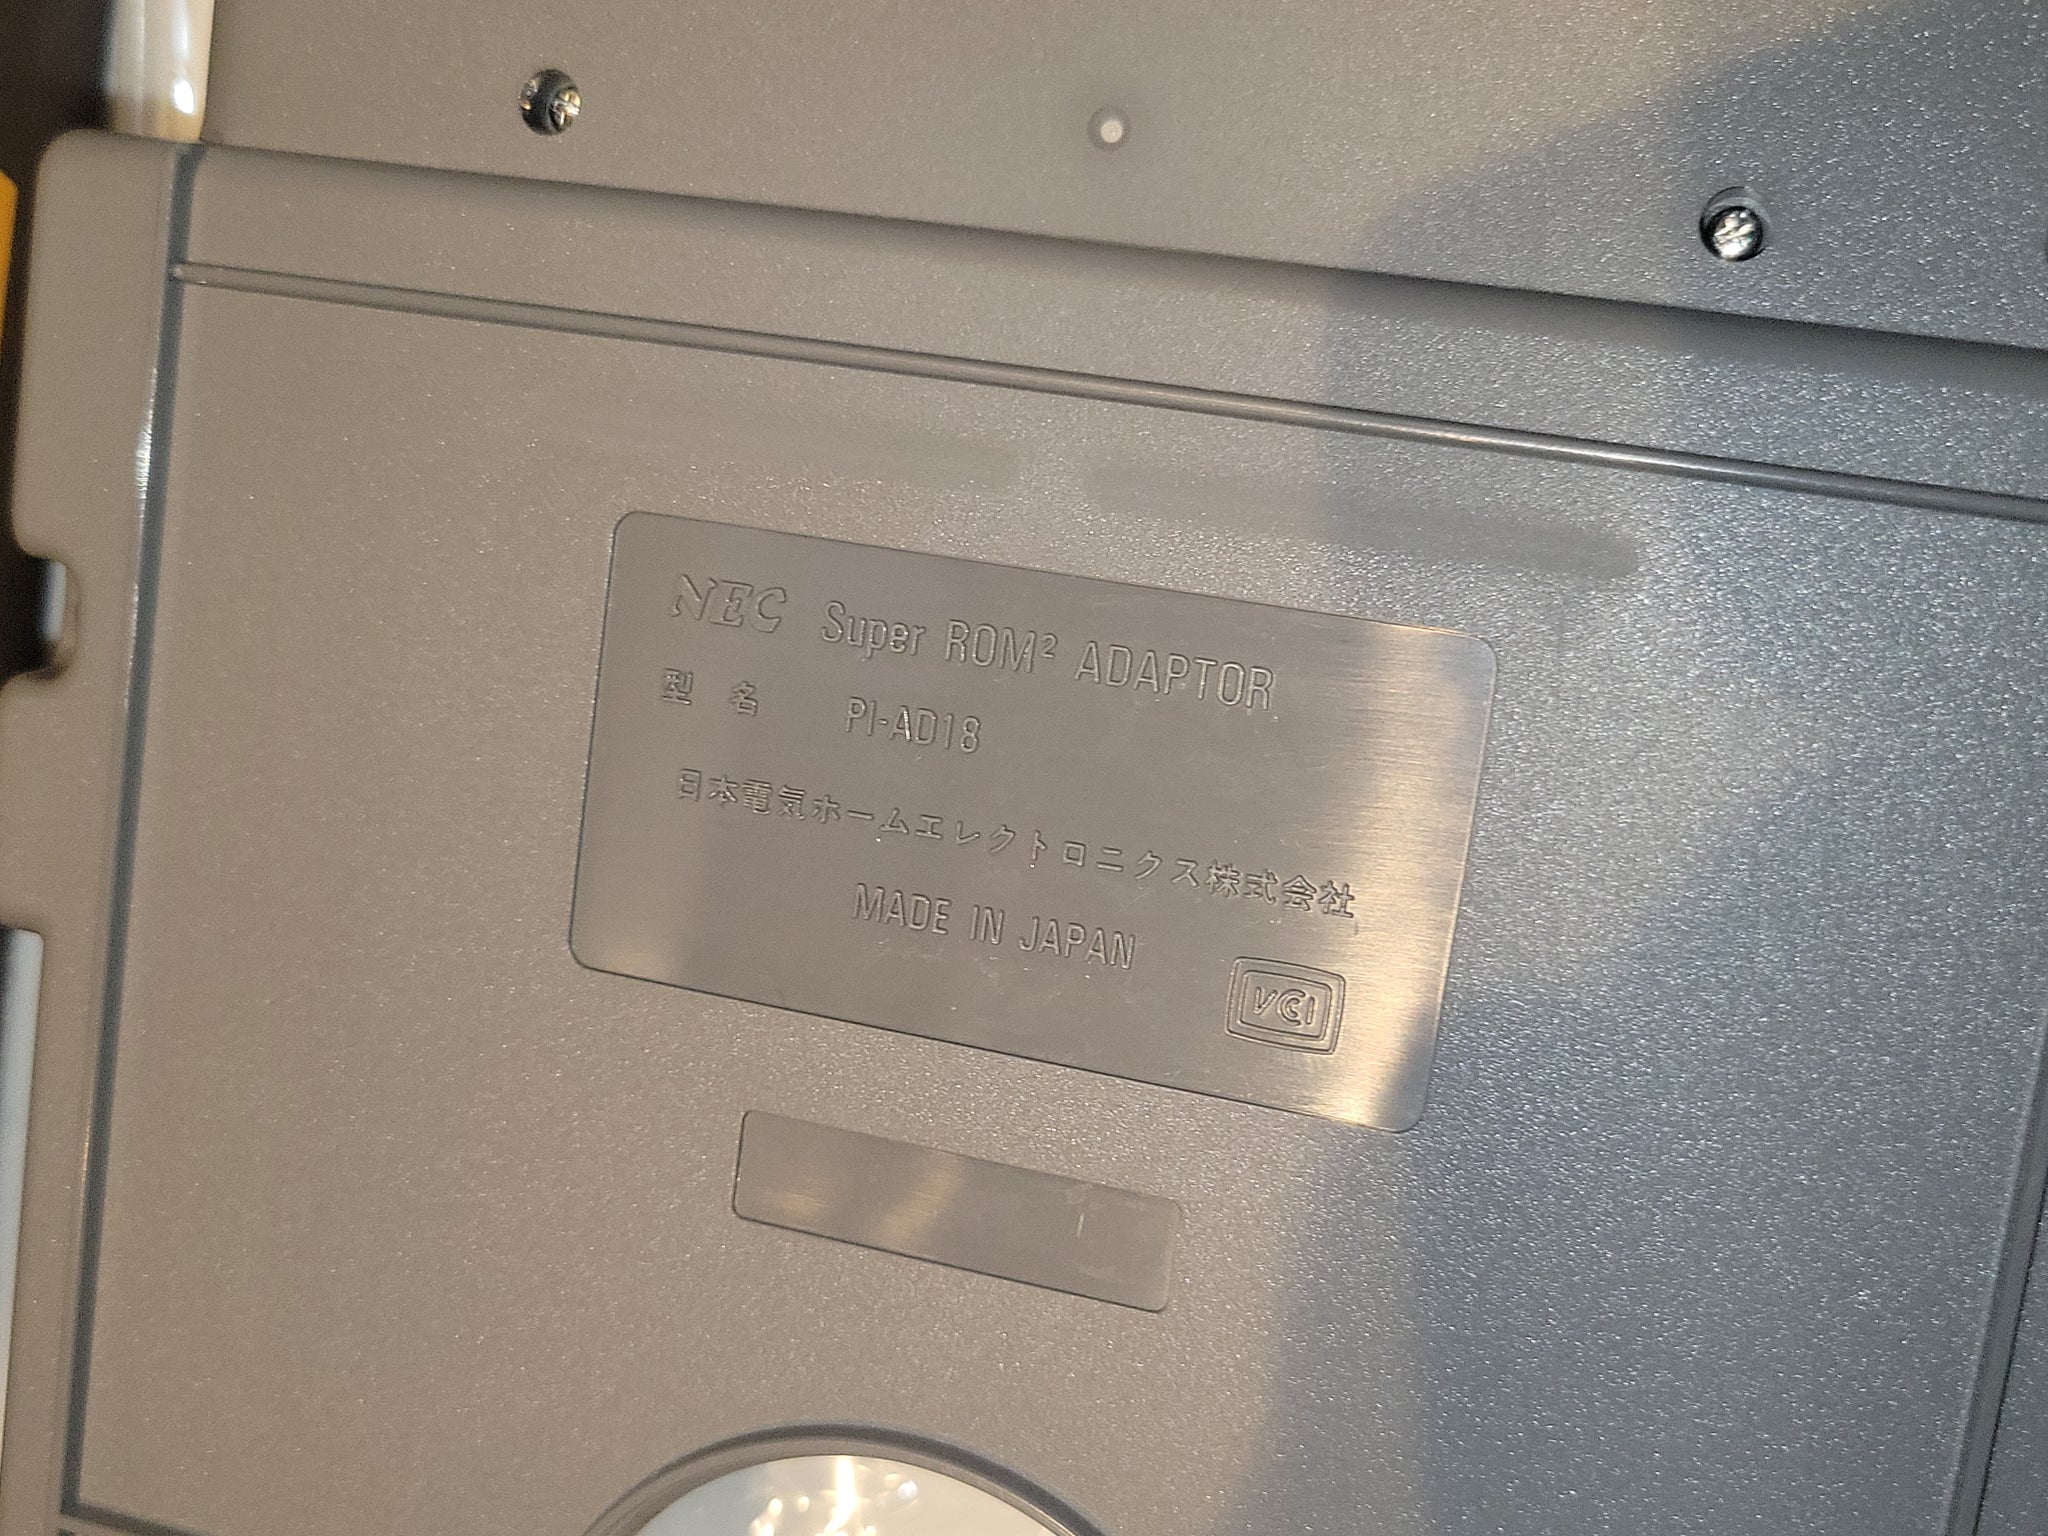 NEC Super ROM² ADAPTOR
型 名 PI-AD18
日本電気ホームエレクトロニクス株式会社
MADE IN JAPAN
VCCI